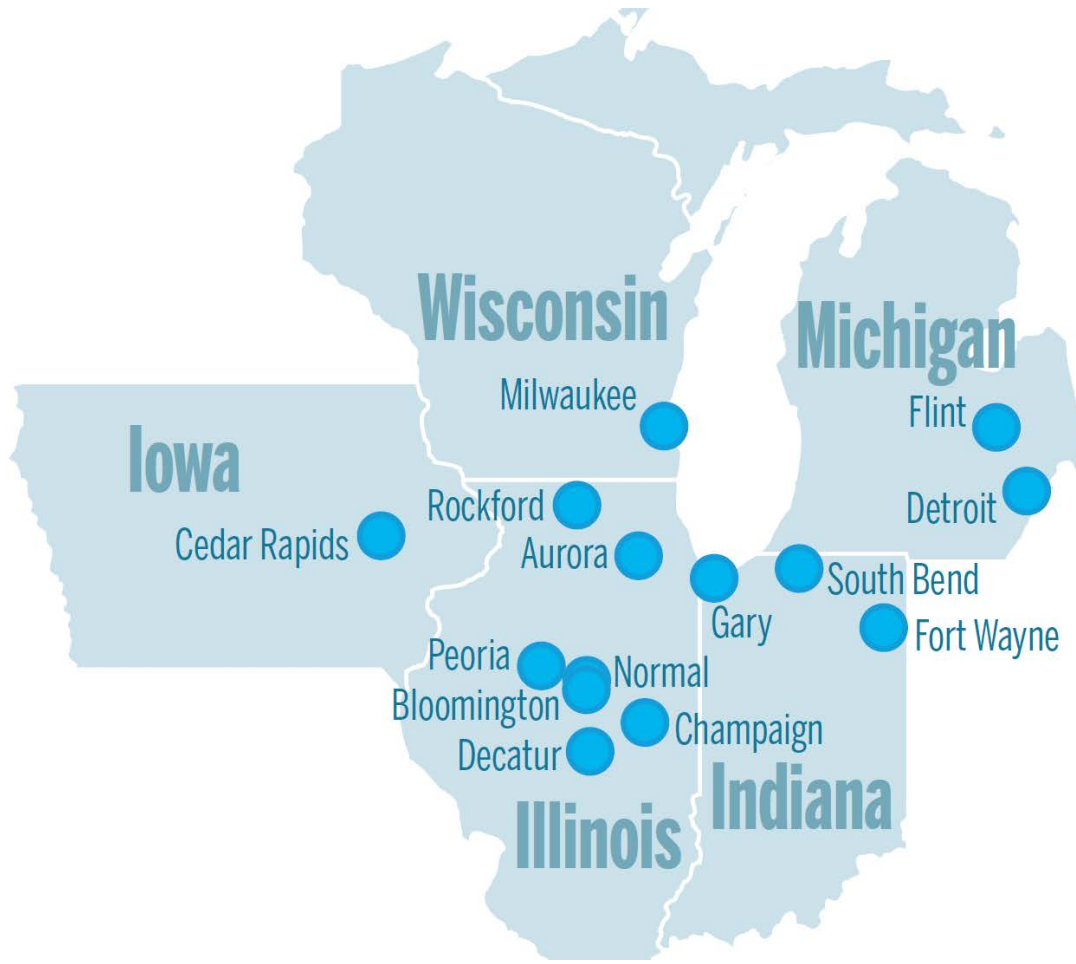 Wisconsin
Michigan
Milwaukee
Flint
Iowa
Rockford
Detroit
Cedar Rapids
Aurora
South Bend
Gary
Fort Wayne
Peoria
Normal
Bloomington
Champaign
Decatur
Indiana
Illinois